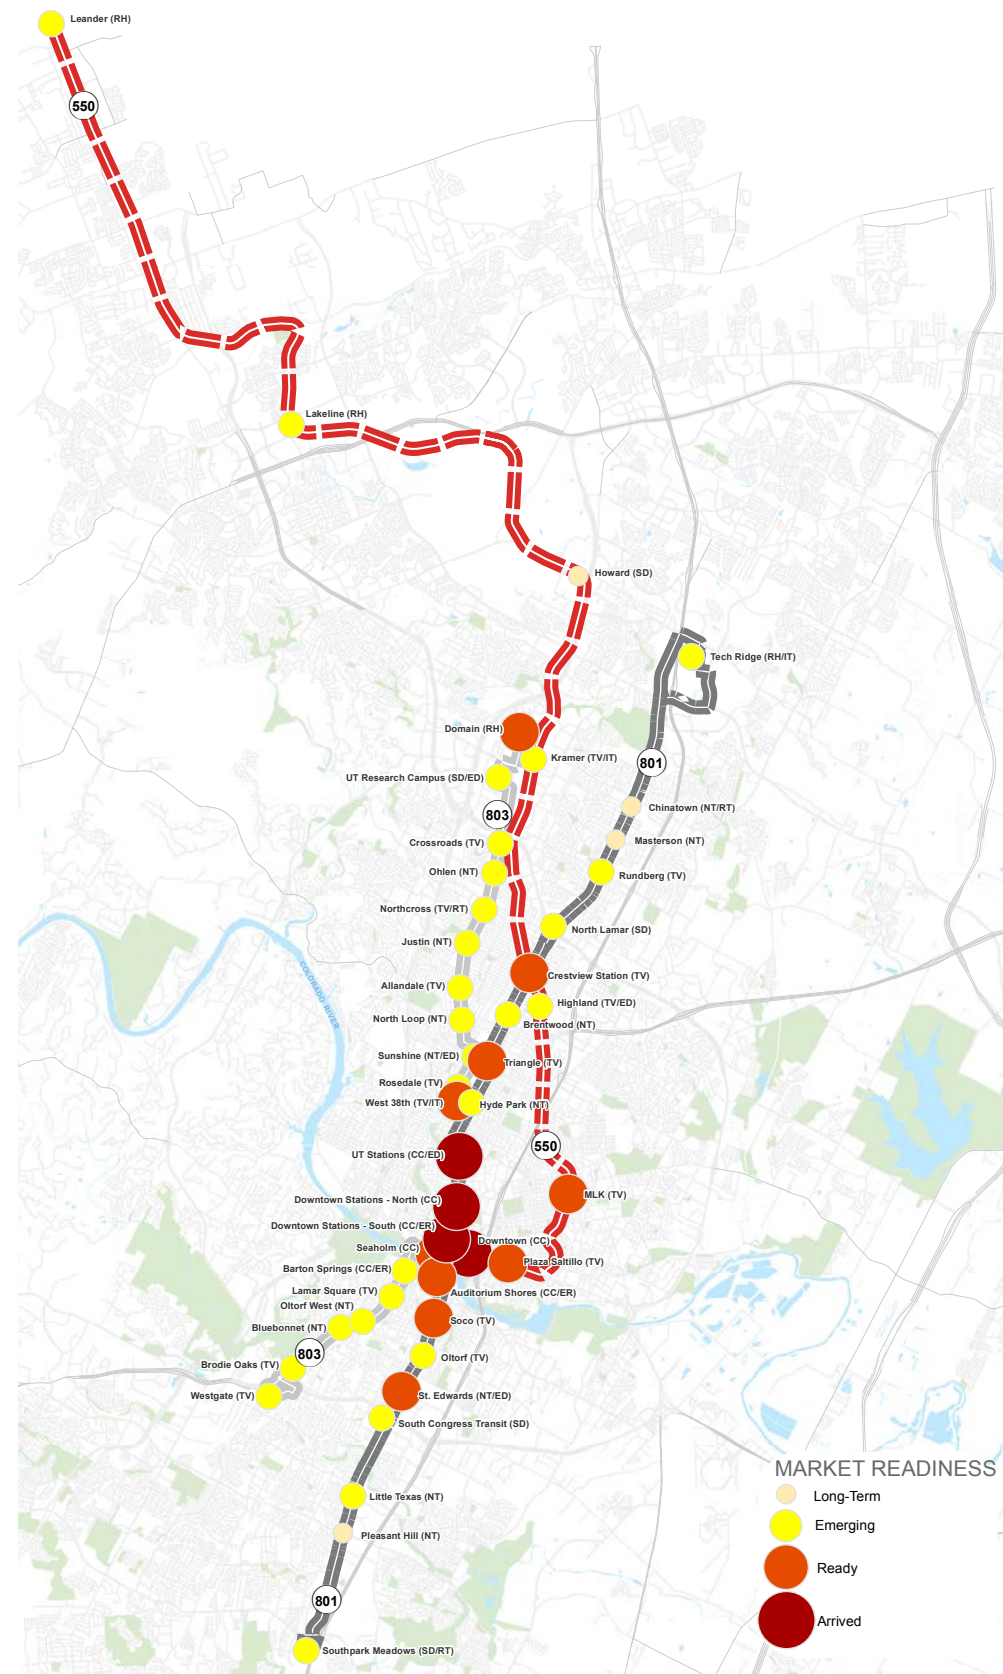 Leander (RH)
550
Lakeline (RH)
Howard (SD)
Tech Ridge (RH/IT)
Domain (RH)
Kramer (TV/IT)
801
UT Research Campus (SD/ED)
Chinatown (NT/RT)
803
Masterson (NT)
Crossroads (TV)
Ohlen (NT)
Rundberg (TV)
Northcross (TV/RT)
North Lamar (SD)
Justin (NT)
COLORADO RIVER
Crestview Station (TV)
Allandale (TV)
Highland (TV/ED)
North Loop (NT)
Brentwood (NT)
Sunshine (NT/ED)
Triangle (TV)
Rosedale (TV)
West 38th (TV/IT)
Hyde Park (NT)
550
UT Stations (CC/ED)
MLK (TV)
Downtown Stations - North (CC)
Downtown Stations - South (CC/ER)
Downtown (CC)
Seaholm (CC)
Plaza Saltillo (TV)
Barton Springs (CC/ER)
Lamar Square (TV)
Auditorium Shores (CC/ER)
Oltorf West (NT)
Soco (TV)
Bluebonnet (NT)
803
Oltorf (TV)
Brodie Oaks (TV)
Westgate (TV)
St. Edwards (NT/ED)
South Congress Transit (SD)
Little Texas (NT)
Pleasant Hill (NT)
801
Southpark Meadows (SD/RT)
MARKET READINESS
Long-Term
Emerging
Ready
Arrived